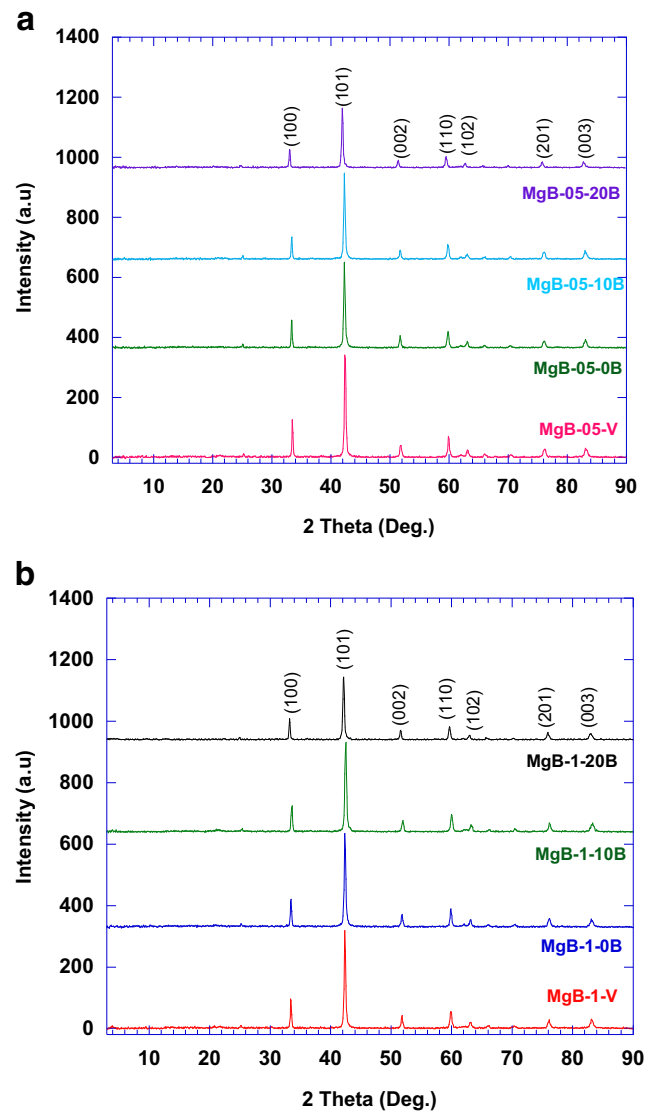 a
1400
1200
1000
800
600
400
200
0
Intensity (a.u)
(100)
(101)
(002)
(110)
(102)
(201)
(003)
MgB-05-20B
MgB-05-10B
MgB-05-0B
MgB-05-V
10 20 30 40 50 60 70 80 90
2 Theta (Deg.)
b
1400
1200
1000
800
600
400
200
0
Intensity (a.u)
(100)
(101)
(002)
(110)
(102)
(201)
(003)
MgB-1-20B
MgB-1-10B
MgB-1-0B
MgB-1-V
10 20 30 40 50 60 70 80 90
2 Theta (Deg.)